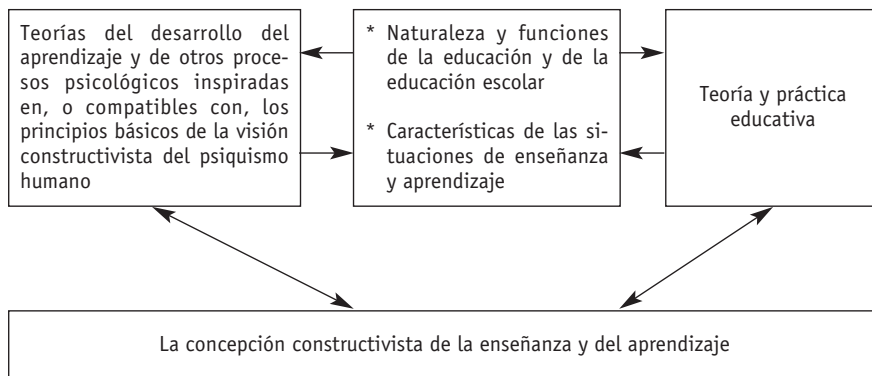 Teorías del desarrollo del
aprendizaje y de otros proce-
sos psicológicos inspiradas
en, o compatibles con, los
principios básicos de la visión
constructivista del psiquismo
humano
* Naturaleza y funciones
de la educación y de la
educación escolar
* Características de las si-
tuaciones de enseñanza
y aprendizaje
Teoría y práctica
educativa
La concepción constructivista de la enseñanza y del aprendizaje